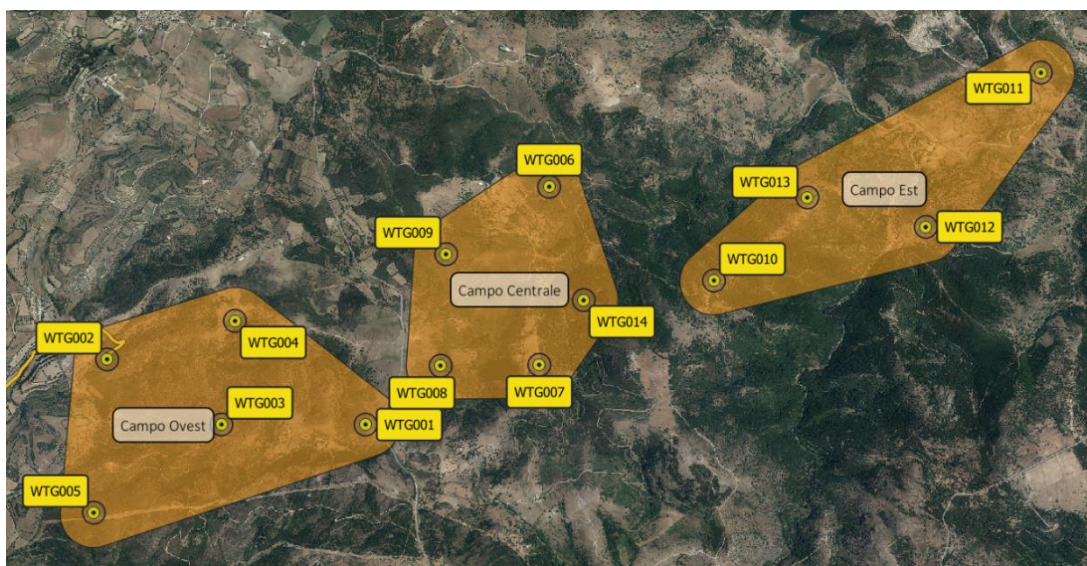 WTG011
WTG006
WTG013
Campo Est
WTG009
WTG012
WTG010
Campo Centrale
WTG014
WTG002
WTG004
WTG008
WTG007
WTG003
Campo Ovest
WTG001
WTG005